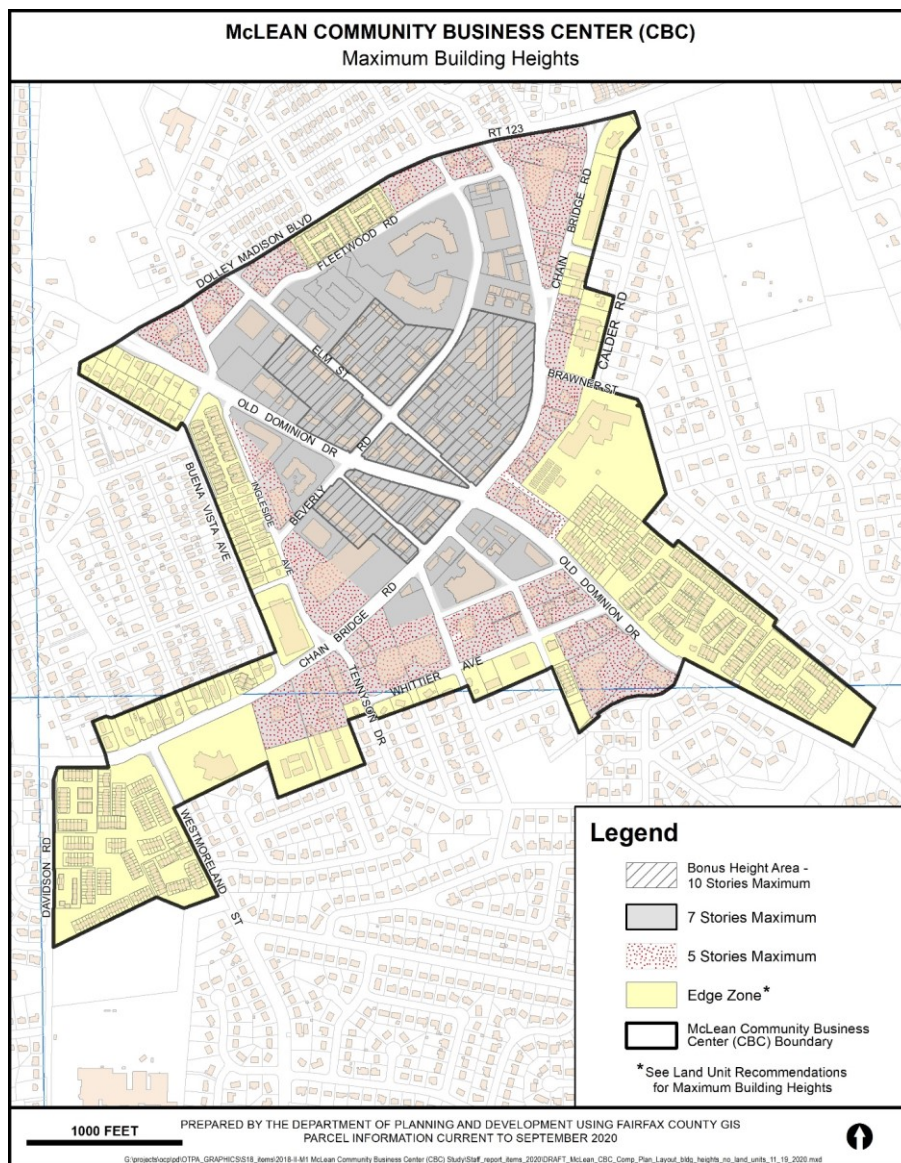 McLEAN COMMUNITY BUSINESS CENTER (CBC)
Maximum Building Heights
RT 123
DOLLEY MADISON BLVD
FLEETWOOD RD
CHAIN
BRIDGE RD
CALDER RD
BRAWNER ST
ELM ST
OLD DOMINION DR
BEVERLY RD
BUENA VISTA AVE
INGLESIDE AVE
OLD DOMINION DR
CHAIN BRIDGE RD
WHITTIER AVE
TENNYSON DR
WESTMORELAND ST
DAVIDSON RD
Legend
Bonus Height Area -
10 Stories Maximum
7 Stories Maximum
5 Stories Maximum
Edge Zone*
McLean Community Business
Center (CBC) Boundary
*See Land Unit Recommendations
for Maximum Building Heights
1000 FEET
PREPARED BY THE DEPARTMENT OF PLANNING AND DEVELOPMENT USING FAIRFAX COUNTY GIS
PARCEL INFORMATION CURRENT TO SEPTEMBER 2020